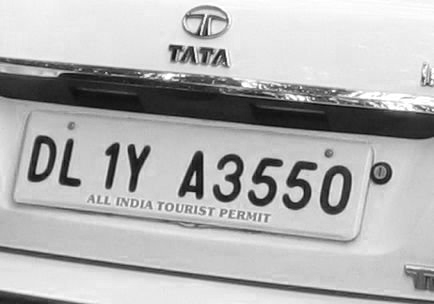 TATA
DL 1Y A3550
ALL INDIA TOURIST PERMIT